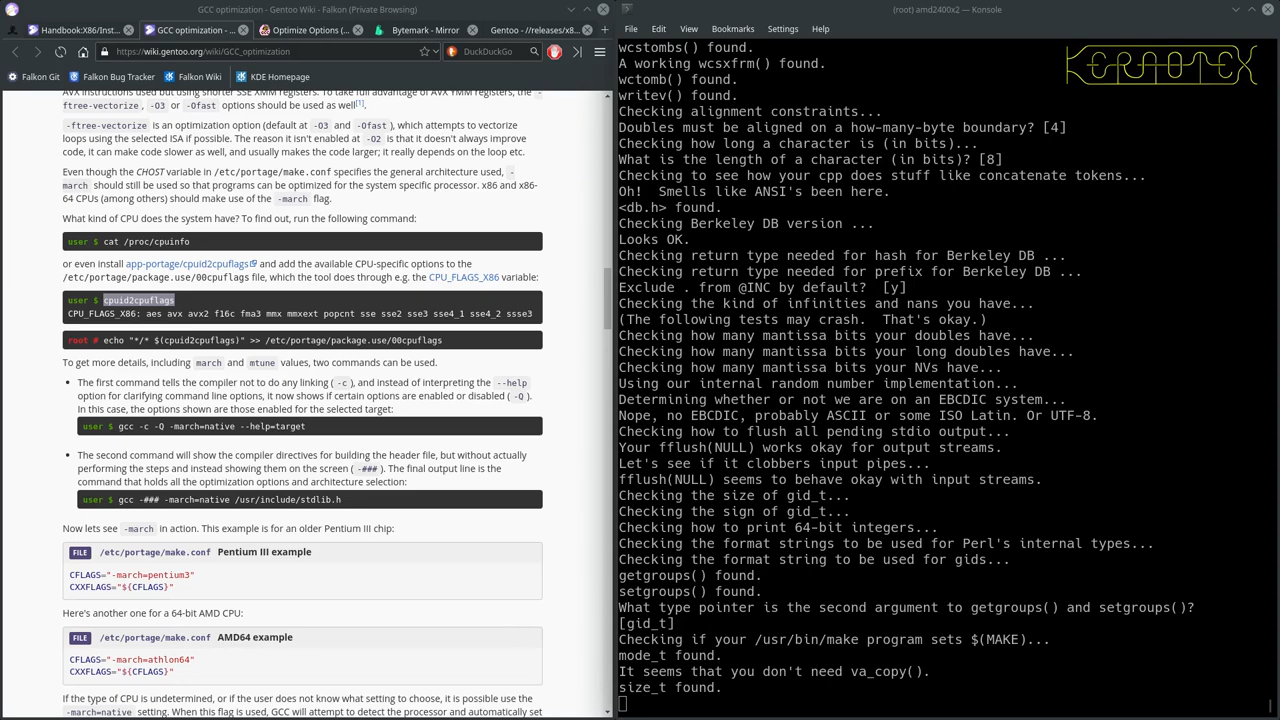 GCC optimization - Gentoo Wiki - Falkon (Private Browsing)
Handbook:X86/Inst...
GCC optimization - ...
Optimize Options (...
Bytemark - Mirror
Gentoo - //releases/x8...
https://wiki.gentoo.org/wiki/GCC_optimization
DuckDuckGo
Falkon Git
Falkon Bug Tracker
Falkon Wiki
KDE Homepage
AVX instructions used but using shorter SSE XMM registers. To take full advantage of AVX YMM registers, the -
ftree-vectorize, -O3 or -Ofast options should be used as well[1].
-ftree-vectorize is an optimization option (default at -O3 and -Ofast), which attempts to vectorize
loops using the selected ISA if possible. The reason it isn't enabled at -O2 is that it doesn't always improve
code, it can make code slower as well, and usually makes the code larger; it really depends on the loop etc.
Even though the CHOST variable in /etc/portage/make.conf specifies the general architecture used, -
march should still be used so that programs can be optimized for the system specific processor. x86 and x86-
64 CPUs (among others) should make use of the -march flag.
What kind of CPU does the system have? To find out, run the following command:
user $ cat /proc/cpuinfo
or even install app-portage/cpuid2cpuflags and add the available CPU-specific options to the
/etc/portage/package.use/00cpuflags file, which the tool does through e.g. the CPU_FLAGS_X86 variable:
user $ cpuid2cpuflags
CPU_FLAGS_X86: aes avx avx2 f16c fma3 mmx mmxext popcnt sse sse2 sse3 sse4_1 sse4_2 ssse3
root # echo "*/* $(cpuid2cpuflags)" >> /etc/portage/package.use/00cpuflags
To get more details, including march and mtune values, two commands can be used.
• The first command tells the compiler not to do any linking (-c), and instead of interpreting the --help
option for clarifying command line options, it now shows if certain options are enabled or disabled (-Q).
In this case, the options shown are those enabled for the selected target:
user $ gcc -c -Q -march=native --help=target
• The second command will show the compiler directives for building the header file, but without actually
performing the steps and instead showing them on the screen (-###). The final output line is the
command that holds all the optimization options and architecture selection:
user $ gcc -### -march=native /usr/include/stdlib.h
Now lets see -march in action. This example is for an older Pentium III chip:
FILE /etc/portage/make.conf Pentium III example
CFLAGS="-march=pentium3"
CXXFLAGS="${CFLAGS}"
Here's another one for a 64-bit AMD CPU:
FILE /etc/portage/make.conf AMD64 example
CFLAGS="-march=athlon64"
CXXFLAGS="${CFLAGS}"
If the type of CPU is undetermined, or if the user does not know what setting to choose, it is possible use the
-march=native setting. When this flag is used, GCC will attempt to detect the processor and automatically set
(root) amd2400x2 — Konsole
File Edit View Bookmarks Settings Help
KERAOTEX
wcstombs() found.
A working wcsxfrm() found.
wctomb() found.
writev() found.
Checking alignment constraints...
Doubles must be aligned on a how-many-byte boundary? [4]
Checking how long a character is (in bits)...
What is the length of a character (in bits)? [8]
Checking to see how your cpp does stuff like concatenate tokens...
Oh!  Smells like ANSI's been here.
<db.h> found.
Checking Berkeley DB version ...
Looks OK.
Checking return type needed for hash for Berkeley DB ...
Checking return type needed for prefix for Berkeley DB ...
Exclude . from @INC by default?  [y]
Checking the kind of infinities and nans you have...
(The following tests may crash.  That's okay.)
Checking how many mantissa bits your doubles have...
Checking how many mantissa bits your long doubles have...
Checking how many mantissa bits your NVs have...
Using our internal random number implementation...
Determining whether or not we are on an EBCDIC system...
Nope, no EBCDIC, probably ASCII or some ISO Latin. Or UTF-8.
Checking how to flush all pending stdio output...
Your fflush(NULL) works okay for output streams.
Let's see if it clobbers input pipes...
fflush(NULL) seems to behave okay with input streams.
Checking the size of gid_t...
Checking the sign of gid_t...
Checking how to print 64-bit integers...
Checking the format strings to be used for Perl's internal types...
Checking the format string to be used for gids...
getgroups() found.
setgroups() found.
What type pointer is the second argument to getgroups() and setgroups()?
[gid_t]
Checking if your /usr/bin/make program sets $(MAKE)...
mode_t found.
It seems that you don't need va_copy().
size_t found.